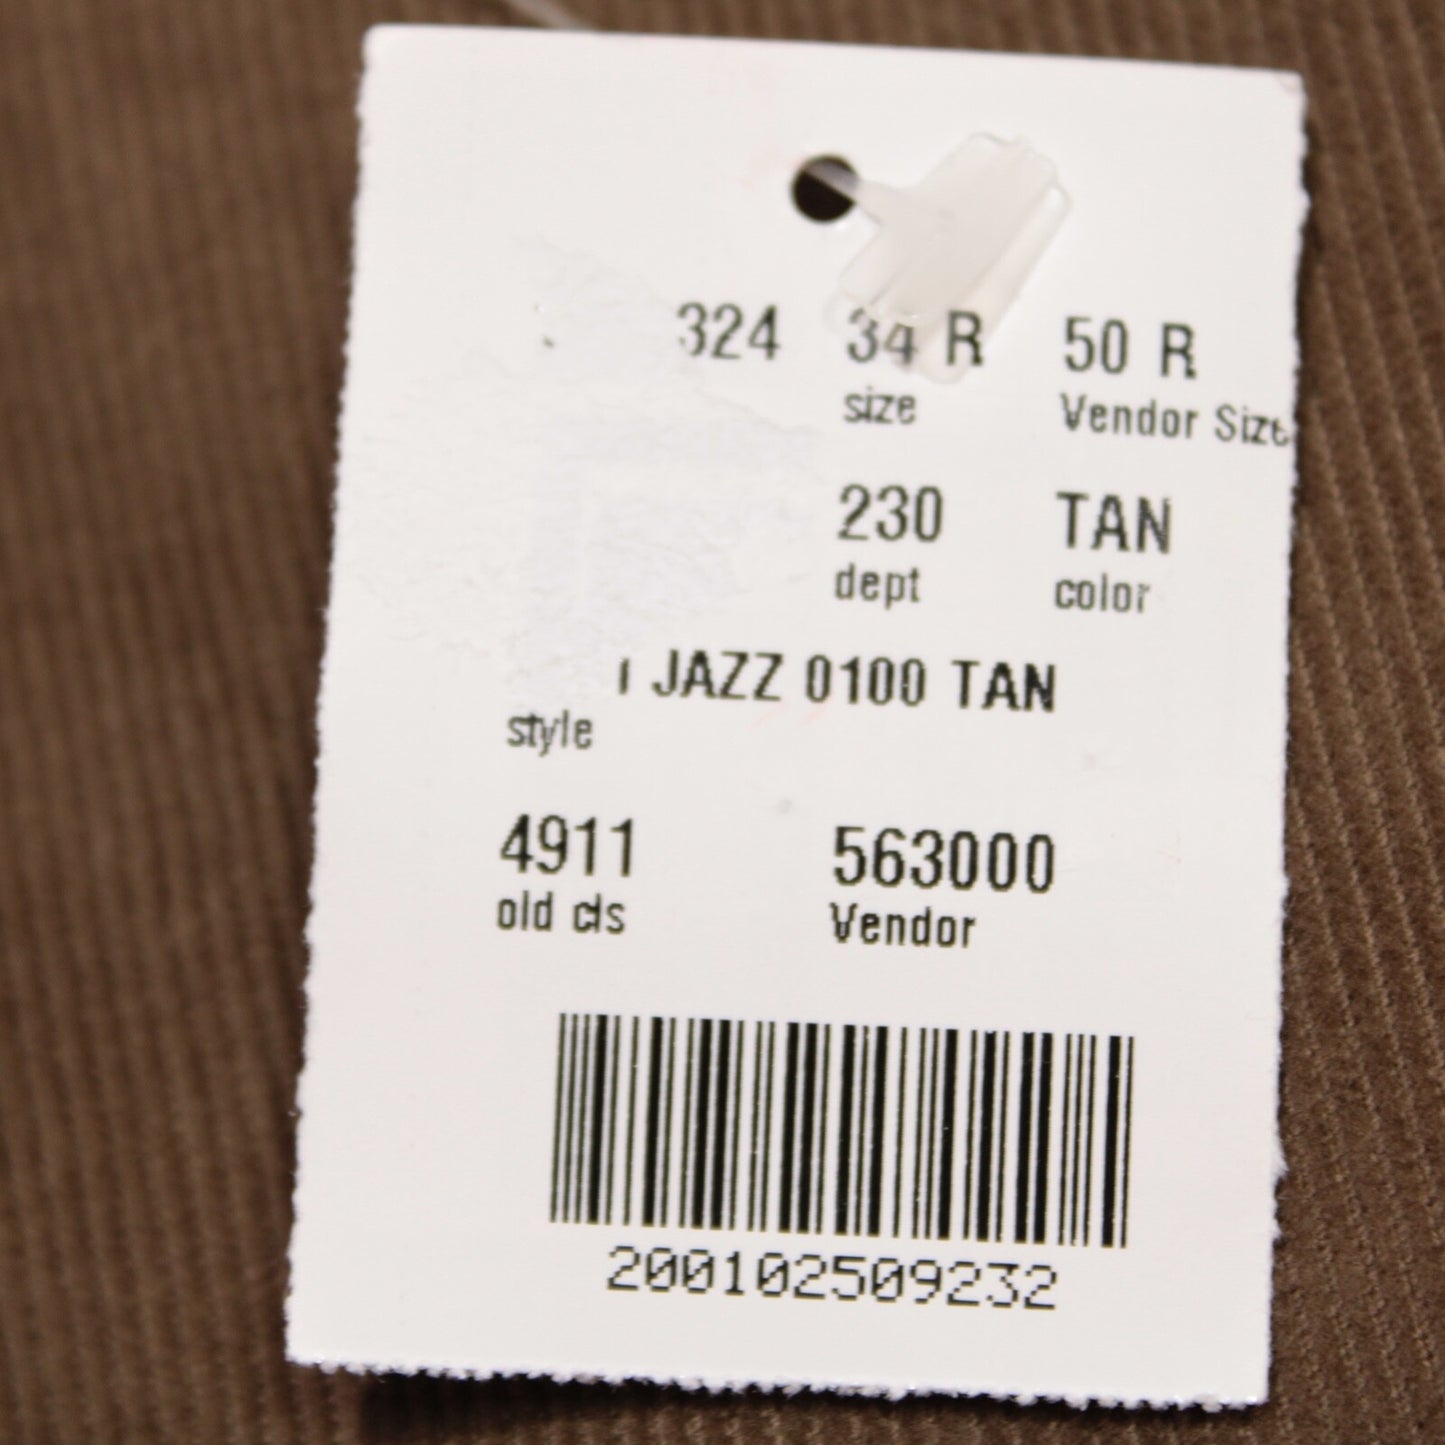 324 34 R 50 R
size Vendor Size
230 TAN
dept color
JAZZ 0100 TAN
style
4911 563000
old cls Vendor
200102509232